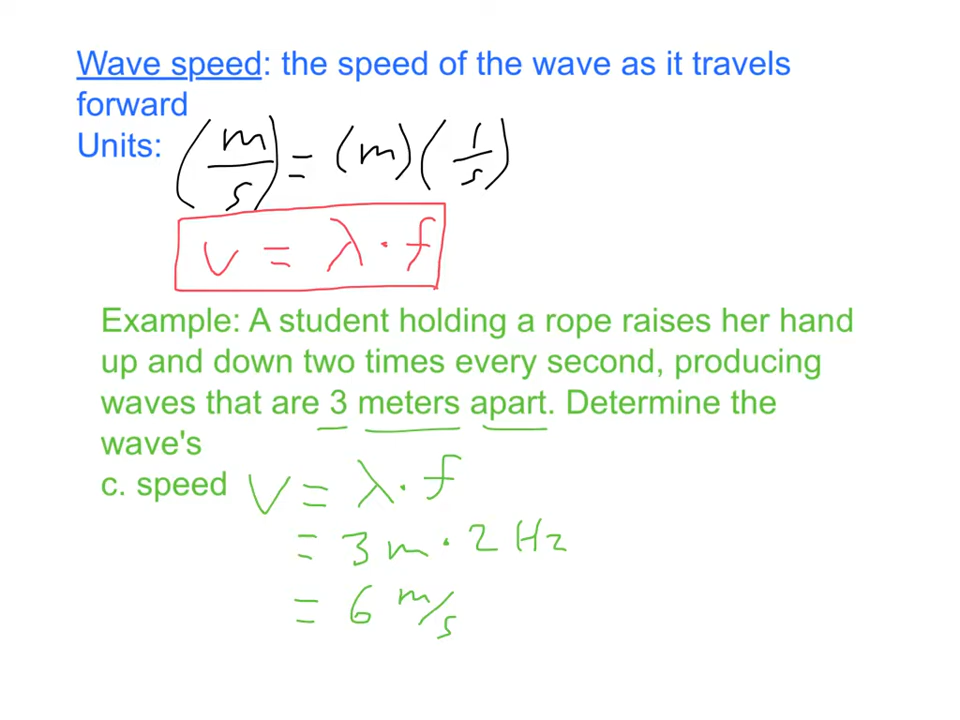 Wave speed: the speed of the wave as it travels
forward
Units: (m/s) = (m)(1/s)
v = λ · f
Example: A student holding a rope raises her hand
up and down two times every second, producing
waves that are 3 meters apart. Determine the
wave's
c. speed V = λ · f
= 3 m · 2 Hz
= 6 m/s